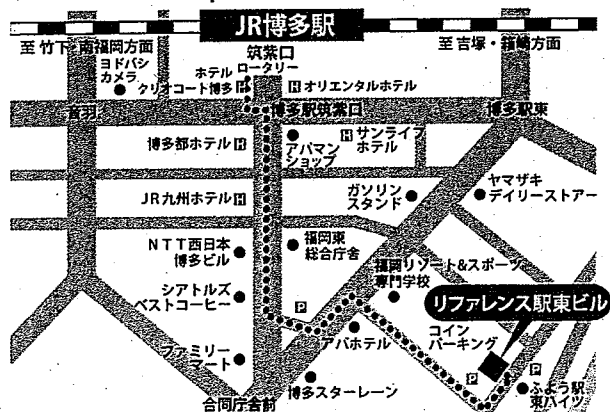 JR博多駅
至 竹下・南福岡方面
筑紫口
ロータリー
至 吉塚・箱崎方面
ヨドバシ
カメラ
ホテル
クリオコート博多 H
H オリエンタルホテル
音羽
博多駅筑紫口
博多駅東
博多都ホテル H
アパマン
ショップ
H サンライフ
ホテル
JR九州ホテル H
ガソリン
スタンド
ヤマザキ
デイリーストアー
NTT西日本
博多ビル
福岡東
総合庁舎
福岡リゾート&スポーツ
専門学校
シアトルズ
ベストコーヒー
P
リファレンス駅東ビル
アパホテル
コイン
パーキング
ファミリー
マート
P
P
博多スターレーン
ふよう駅
東ハイツ
合同庁舎前